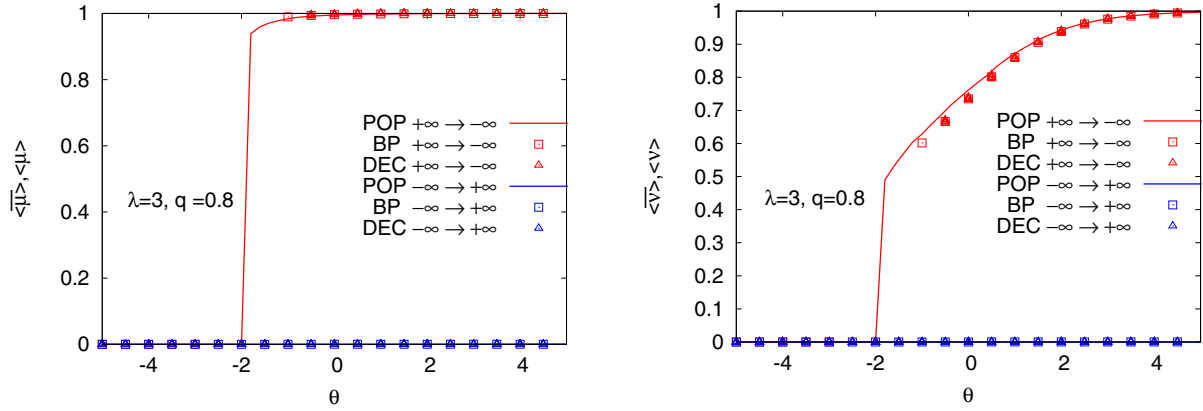 <μ̅>,<μ>
1
0.8
0.6
0.4
0.2
0
-4
-2
0
2
4
θ
λ=3, q =0.8
POP +∞ → −∞
BP +∞ → −∞
DEC +∞ → −∞
POP −∞ → +∞
BP −∞ → +∞
DEC −∞ → +∞
<ν̅>,<ν>
1
0.9
0.8
0.7
0.6
0.5
0.4
0.3
0.2
0.1
0
-4
-2
0
2
4
θ
λ=3, q=0.8
POP +∞ → −∞
BP +∞ → −∞
DEC +∞ → −∞
POP −∞ → +∞
BP −∞ → +∞
DEC −∞ → +∞